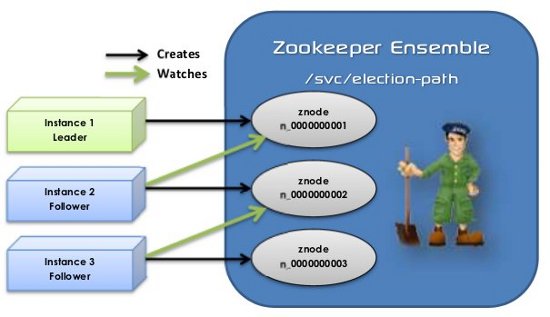 Zookeeper Ensemble
/svc/election-path
Creates
Watches
Instance 1
Leader
znode
n_0000000001
Instance 2
Follower
znode
n_0000000002
Instance 3
Follower
znode
n_0000000003